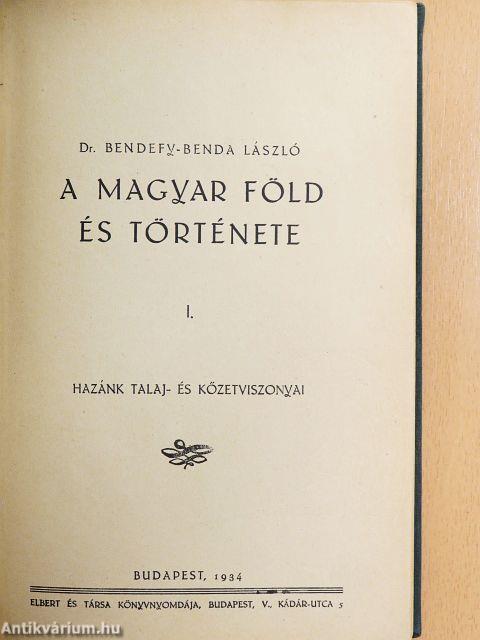 Dr. BENDEFY-BENDA LÁSZLÓ
A MAGYAR FÖLD
ÉS TÖRTÉNETE
I.
HAZÁNK TALAJ- ÉS KŐZETVISZONYAI
BUDAPEST, 1934
ELBERT ÉS TÁRSA KÖNYVNYOMDÁJA, BUDAPEST, V., KÁDÁR-UTCA 5
Antikvárium.hu